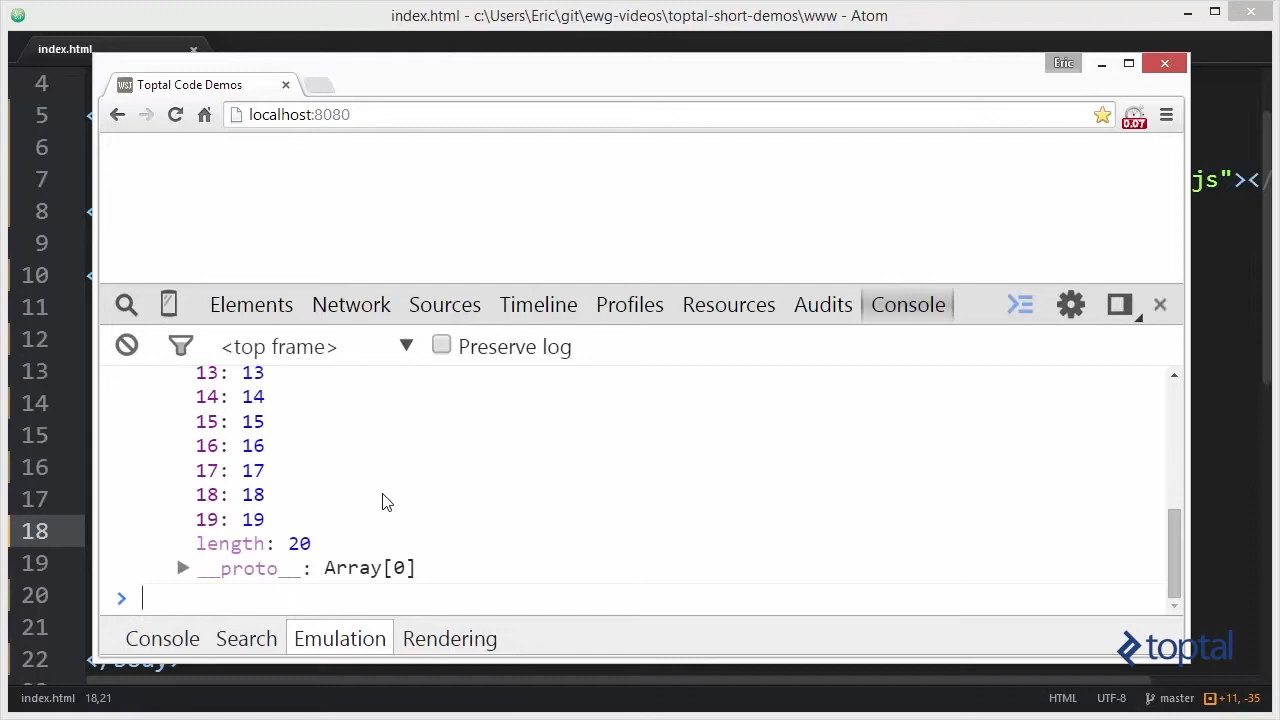 index.html - c:\Users\Eric\git\ewg-videos\toptal-short-demos\www - Atom
index.html
Eric
Toptal Code Demos
localhost:8080
0.07
4
5 <
6
7 js"></
8 <
9
10 <
11
12
13
14
15
16
17
18
19
20
21
22 </body>
Elements Network Sources Timeline Profiles Resources Audits Console
<top frame> Preserve log
13: 13
14: 14
15: 15
16: 16
17: 17
18: 18
19: 19
length: 20
__proto__: Array[0]
>
Console Search Emulation Rendering
toptal
index.html 18,21 HTML UTF-8 master +11, -35